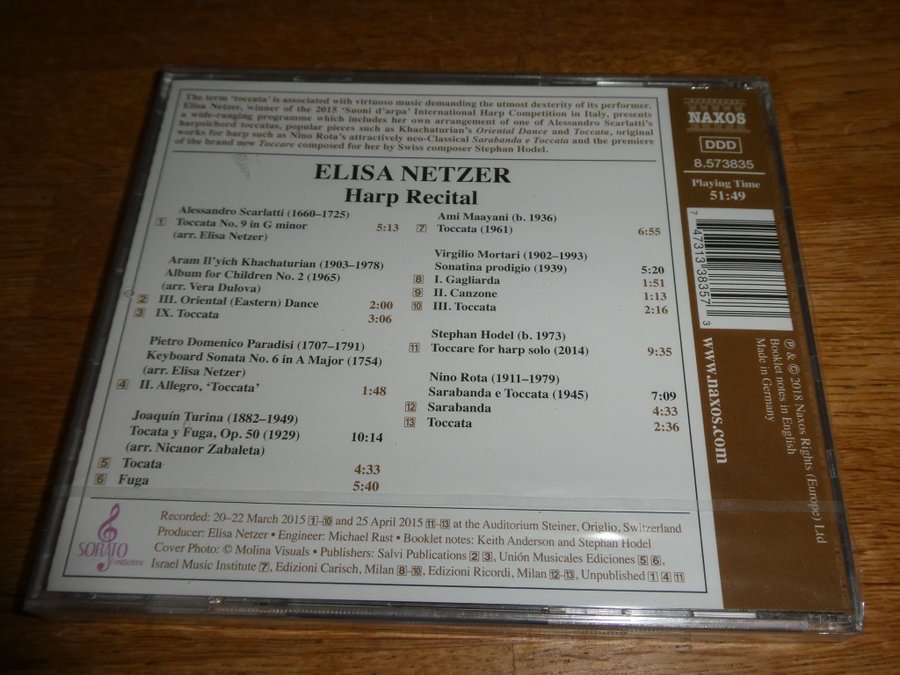 The term ‘toccata’ is associated with virtuoso music demanding the utmost dexterity of its performer.
Elisa Netzer, winner of the 2015 ‘Suoni d’arpa’ International Harp Competition in Italy, presents
a wide-ranging programme which includes her own arrangement of one of Alessandro Scarlatti’s
harpsichord toccatas, popular pieces such as Khachaturian’s Oriental Dance and Toccata, original
works for harp such as Nino Rota’s attractively neo-Classical Sarabanda e Toccata and the premiere
of the brand new Toccare composed for her by Swiss composer Stephan Hodel.
ELISA NETZER
Harp Recital
Alessandro Scarlatti (1660–1725)
1 Toccata No. 9 in G minor 5:13
(arr. Elisa Netzer)
Aram Il’yich Khachaturian (1903–1978)
Album for Children No. 2 (1965)
(arr. Vera Dulova)
2 III. Oriental (Eastern) Dance 2:00
3 IX. Toccata 3:06
Pietro Domenico Paradisi (1707–1791)
Keyboard Sonata No. 6 in A Major (1754)
(arr. Elisa Netzer)
4 II. Allegro, ‘Toccata’ 1:48
Joaquín Turina (1882–1949)
Tocata y Fuga, Op. 50 (1929) 10:14
(arr. Nicanor Zabaleta)
5 Tocata 4:33
6 Fuga 5:40
Ami Maayani (b. 1936)
7 Toccata (1961) 6:55
Virgilio Mortari (1902–1993)
Sonatina prodigio (1939) 5:20
8 I. Gagliarda 1:51
9 II. Canzone 1:13
10 III. Toccata 2:16
Stephan Hodel (b. 1973)
11 Toccare for harp solo (2014) 9:35
Nino Rota (1911–1979)
Sarabanda e Toccata (1945) 7:09
12 Sarabanda 4:33
13 Toccata 2:36
SOBATO
Recorded: 20–22 March 2015 1–10 and 25 April 2015 11–13 at the Auditorium Steiner, Origlio, Switzerland
Producer: Elisa Netzer • Engineer: Michael Rast • Booklet notes: Keith Anderson and Stephan Hodel
Cover Photo: © Molina Visuals • Publishers: Salvi Publications 2 3, Unión Musicales Ediciones 5 6,
Israel Music Institute 7, Edizioni Carisch, Milan 8–10, Edizioni Ricordi, Milan 12–13, Unpublished 1 4 11
NAXOS
DDD
8.573835
Playing Time
51:49
7 47313 38357 3
℗ & © 2018 Naxos Rights (Europe) Ltd
Booklet notes in English
Made in Germany
www.naxos.com